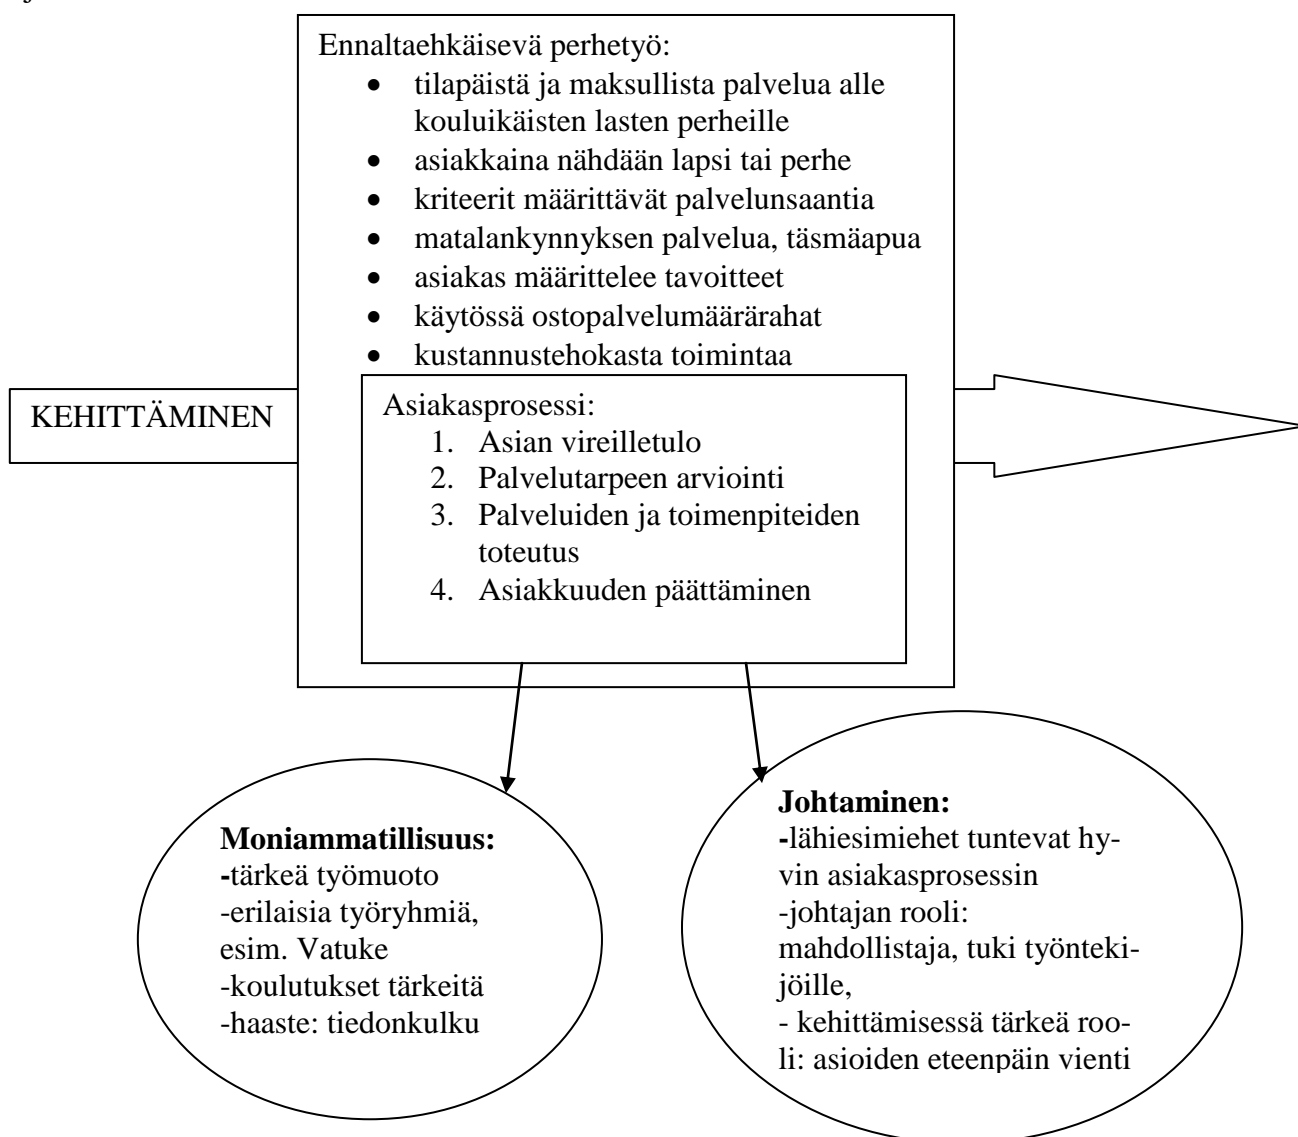 Ennaltaehkäisevä perhetyö:
• tilapäistä ja maksullista palvelua alle
kouluikäisten lasten perheille
• asiakkaina nähdään lapsi tai perhe
• kriteerit määrittävät palvelunsaantia
• matalankynnyksen palvelua, täsmäapua
• asiakas määrittelee tavoitteet
• käytössä ostopalvelumäärärahat
• kustannustehokasta toimintaa
KEHITTÄMINEN
Asiakasprosessi:
1. Asian vireilletulo
2. Palvelutarpeen arviointi
3. Palveluiden ja toimenpiteiden
toteutus
4. Asiakkuuden päättäminen
Moniammatillisuus:
-tärkeä työmuoto
-erilaisia työryhmiä,
esim. Vatuke
-koulutukset tärkeitä
-haaste: tiedonkulku
Johtaminen:
-lähiesimiehet tuntevat hy-
vin asiakasprosessin
-johtajan rooli:
mahdollistaja, tuki työnteki-
jöille,
- kehittämisessä tärkeä roo-
li: asioiden eteenpäin vienti